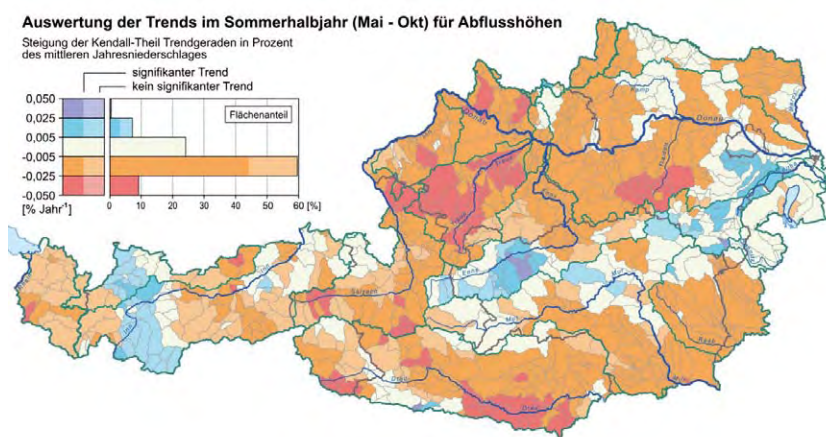 Auswertung der Trends im Sommerhalbjahr (Mai - Okt) für Abflusshöhen
Steigung der Kendall-Theil Trendgeraden in Prozent
des mittleren Jahresniederschlages
signifikanter Trend
kein signifikanter Trend
Flächenanteil
0,050
0,025
0,005
-0,005
-0,025
-0,050
[% Jahr⁻¹]
0 10 20 30 40 50 60 [%]
Kamp
Donau
Donau
Traun
Enns
Mur
Mur
Salzach
Raab
Drau
Drau
Inn